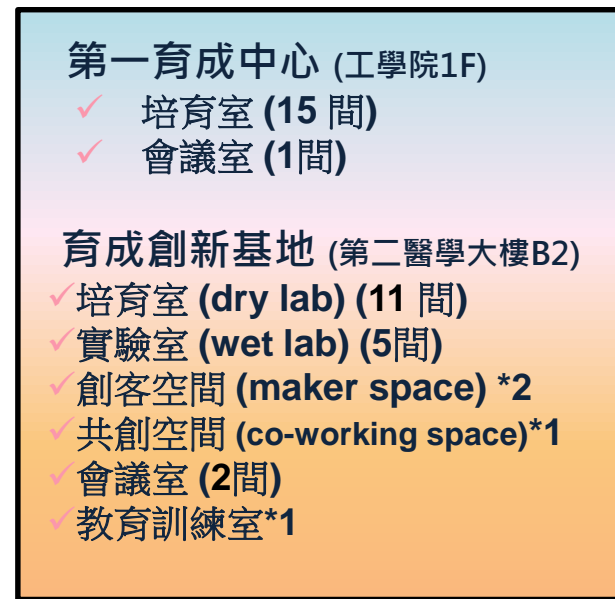 第一育成中心 (工學院1F)
✓ 培育室 (15 間)
✓ 會議室 (1間)
育成創新基地 (第二醫學大樓B2)
✓培育室 (dry lab) (11 間)
✓實驗室 (wet lab) (5間)
✓創客空間 (maker space) *2
✓共創空間 (co-working space)*1
✓會議室 (2間)
✓教育訓練室*1